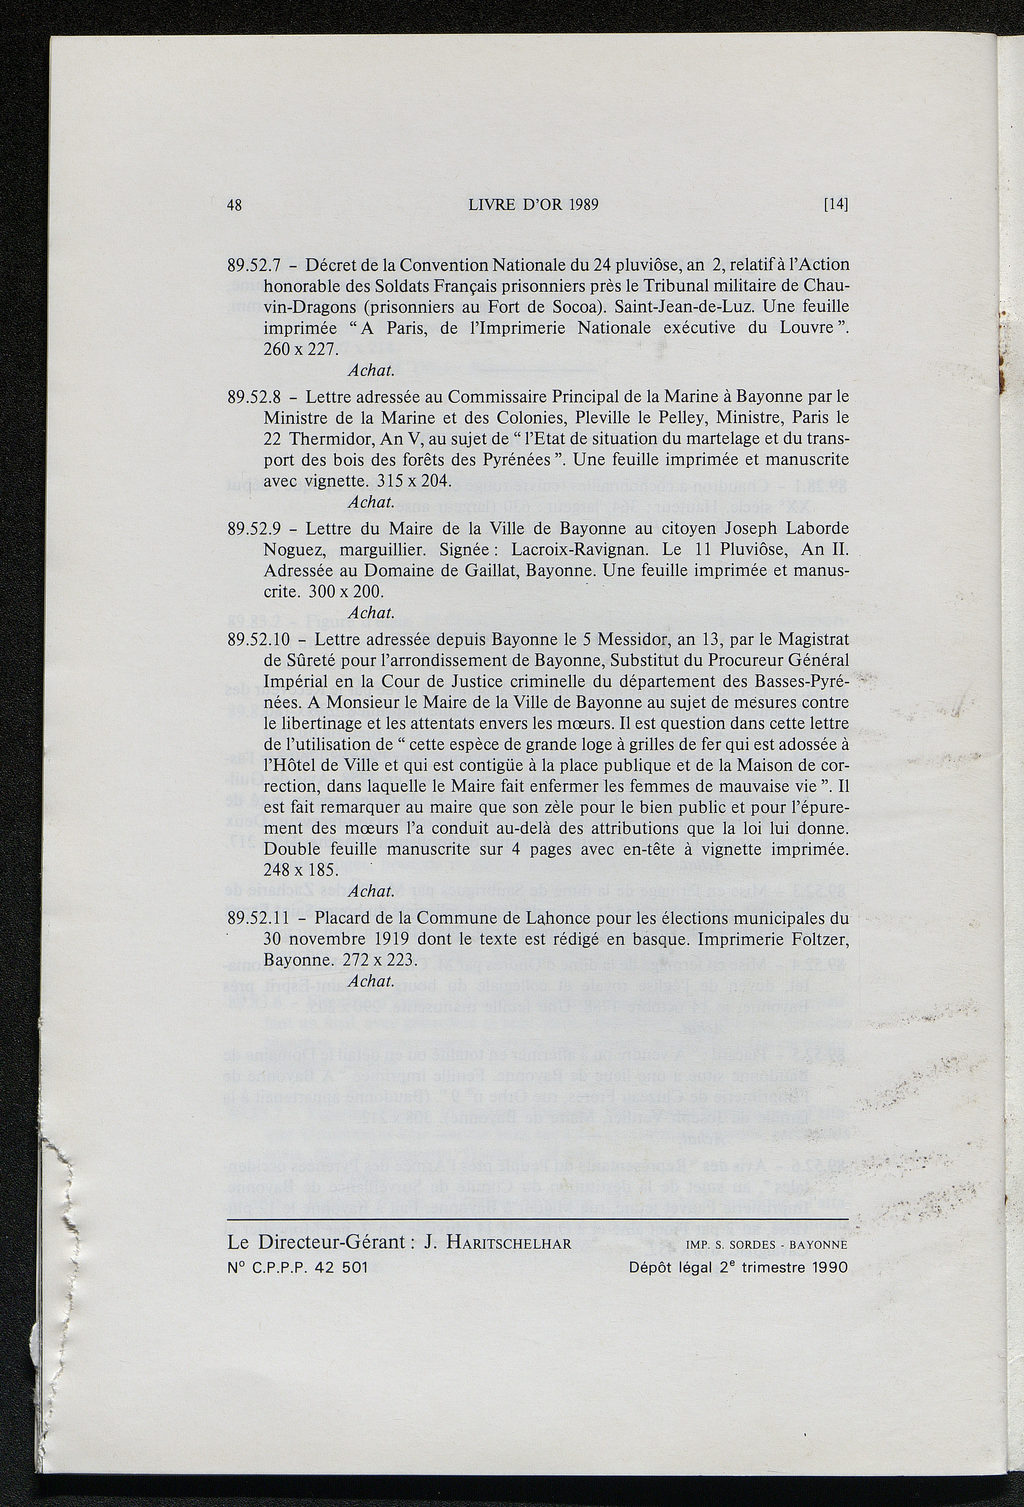 48 LIVRE D'OR 1989 [14]
89.52.7 – Décret de la Convention Nationale du 24 pluviôse, an 2, relatif à l'Action
honorable des Soldats Français prisonniers près le Tribunal militaire de Chau-
vin-Dragons (prisonniers au Fort de Socoa). Saint-Jean-de-Luz. Une feuille
imprimée “ A Paris, de l'Imprimerie Nationale exécutive du Louvre ”.
260 x 227.
Achat.
89.52.8 – Lettre adressée au Commissaire Principal de la Marine à Bayonne par le
Ministre de la Marine et des Colonies, Pleville le Pelley, Ministre, Paris le
22 Thermidor, An V, au sujet de “ l'Etat de situation du martelage et du trans-
port des bois des forêts des Pyrénées ”. Une feuille imprimée et manuscrite
avec vignette. 315 x 204.
Achat.
89.52.9 – Lettre du Maire de la Ville de Bayonne au citoyen Joseph Laborde
Noguez, marguillier. Signée : Lacroix-Ravignan. Le 11 Pluviôse, An II.
Adressée au Domaine de Gaillat, Bayonne. Une feuille imprimée et manus-
crite. 300 x 200.
Achat.
89.52.10 – Lettre adressée depuis Bayonne le 5 Messidor, an 13, par le Magistrat
de Sûreté pour l'arrondissement de Bayonne, Substitut du Procureur Général
Impérial en la Cour de Justice criminelle du département des Basses-Pyré-
nées. A Monsieur le Maire de la Ville de Bayonne au sujet de mesures contre
le libertinage et les attentats envers les mœurs. Il est question dans cette lettre
de l'utilisation de “ cette espèce de grande loge à grilles de fer qui est adossée à
l'Hôtel de Ville et qui est contigüe à la place publique et de la Maison de cor-
rection, dans laquelle le Maire fait enfermer les femmes de mauvaise vie ”. Il
est fait remarquer au maire que son zèle pour le bien public et pour l'épure-
ment des mœurs l'a conduit au-delà des attributions que la loi lui donne.
Double feuille manuscrite sur 4 pages avec en-tête à vignette imprimée.
248 x 185.
Achat.
89.52.11 – Placard de la Commune de Lahonce pour les élections municipales du
30 novembre 1919 dont le texte est rédigé en basque. Imprimerie Foltzer,
Bayonne. 272 x 223.
Achat.
Le Directeur-Gérant : J. HARITSCHELHAR IMP. S. SORDES - BAYONNE
N° C.P.P.P. 42 501 Dépôt légal 2e trimestre 1990